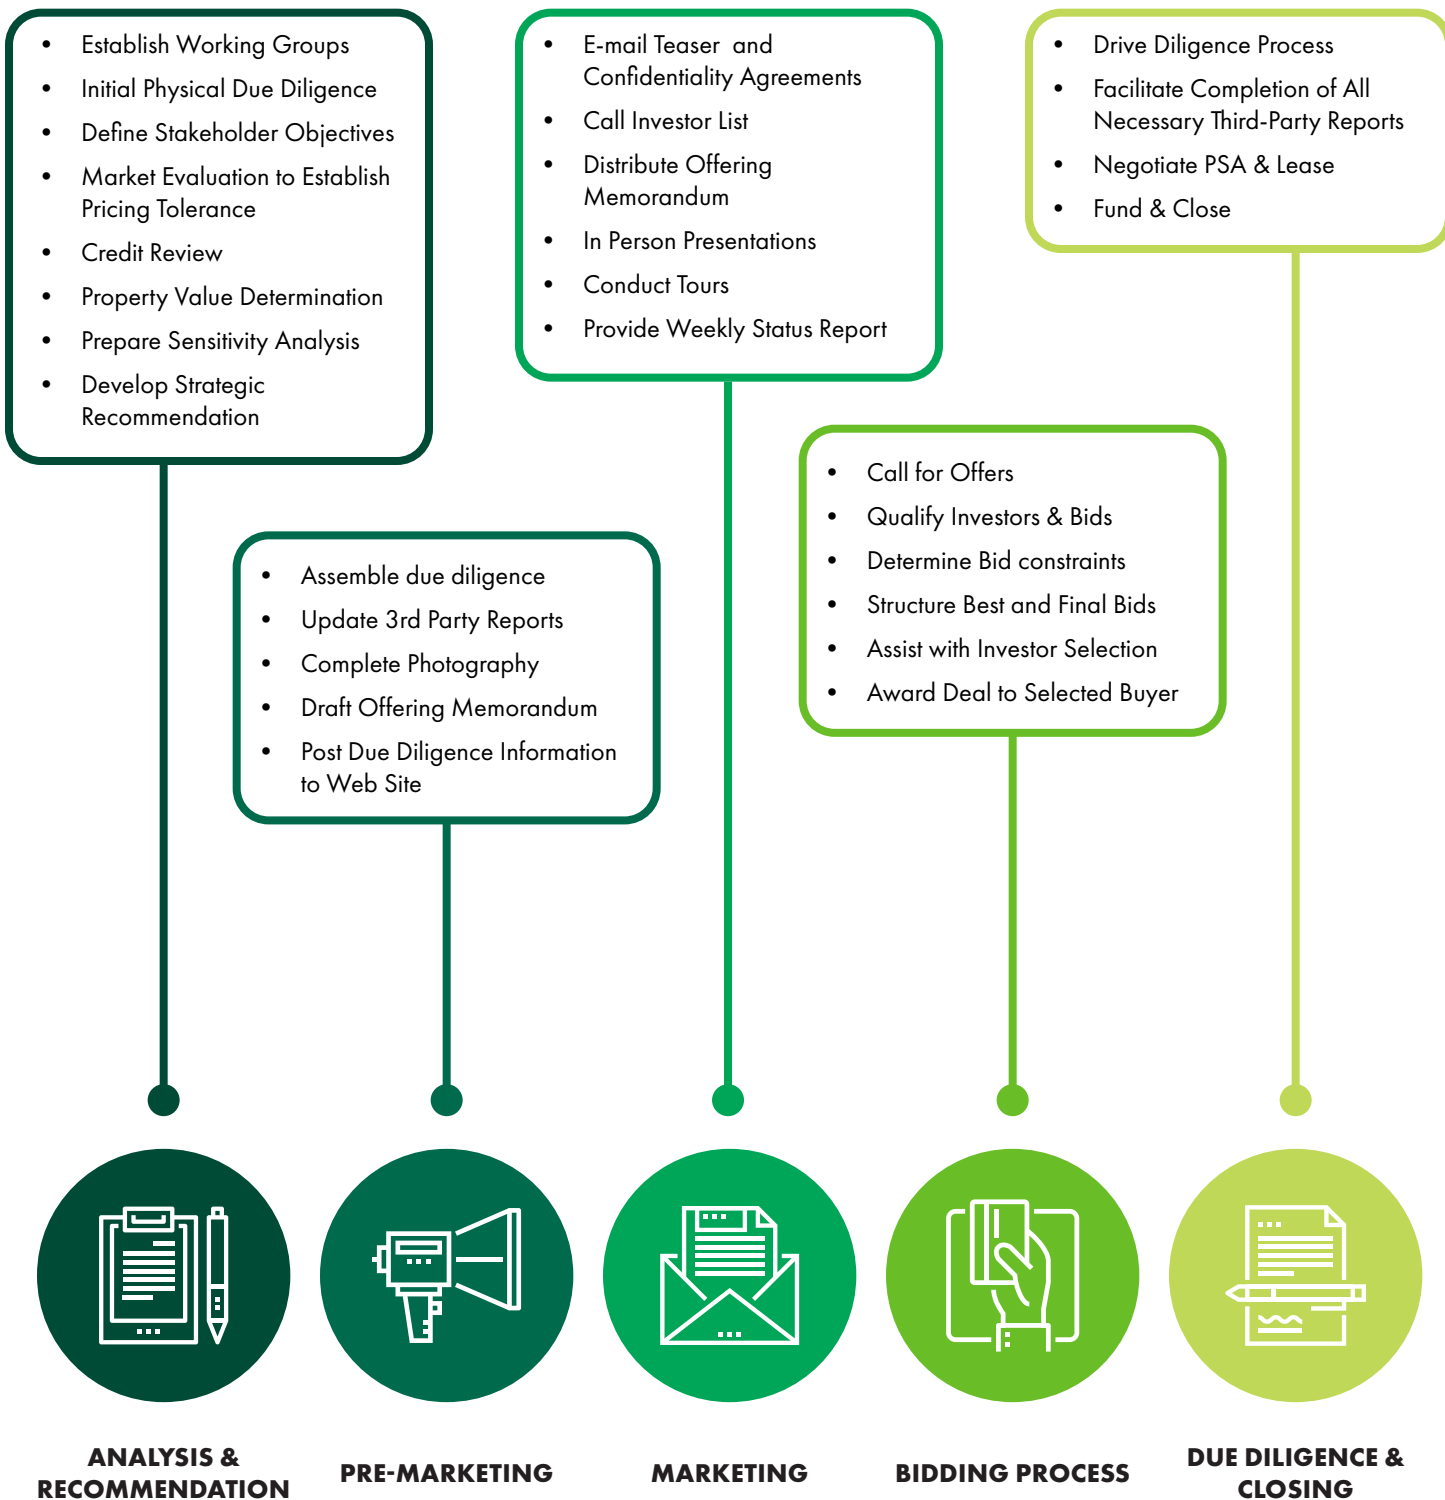 • Establish Working Groups
• Initial Physical Due Diligence
• Define Stakeholder Objectives
• Market Evaluation to Establish
Pricing Tolerance
• Credit Review
• Property Value Determination
• Prepare Sensitivity Analysis
• Develop Strategic
Recommendation
• Assemble due diligence
• Update 3rd Party Reports
• Complete Photography
• Draft Offering Memorandum
• Post Due Diligence Information
to Web Site
• E-mail Teaser and
Confidentiality Agreements
• Call Investor List
• Distribute Offering
Memorandum
• In Person Presentations
• Conduct Tours
• Provide Weekly Status Report
• Call for Offers
• Qualify Investors & Bids
• Determine Bid constraints
• Structure Best and Final Bids
• Assist with Investor Selection
• Award Deal to Selected Buyer
• Drive Diligence Process
• Facilitate Completion of All
Necessary Third-Party Reports
• Negotiate PSA & Lease
• Fund & Close
ANALYSIS &
RECOMMENDATION
PRE-MARKETING
MARKETING
BIDDING PROCESS
DUE DILIGENCE &
CLOSING